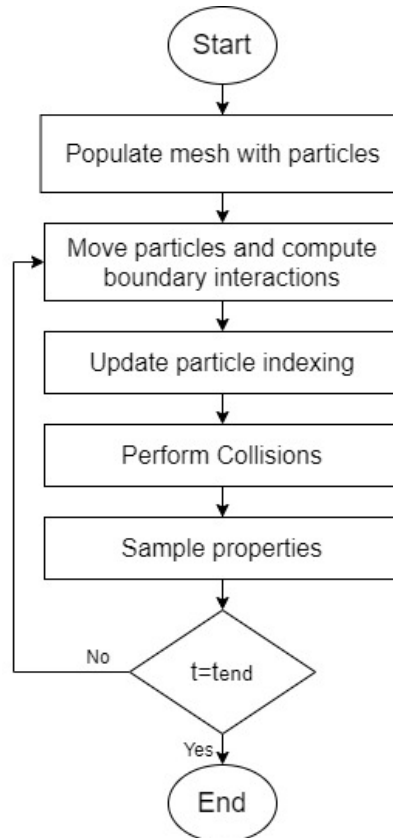 Start
Populate mesh with particles
Move particles and compute
boundary interactions
Update particle indexing
Perform Collisions
Sample properties
No
t=tend
Yes
End